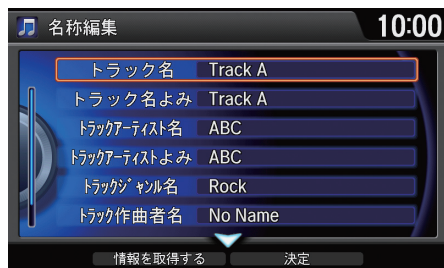 名称編集 10:00
トラック名 Track A
トラック名よみ Track A
ﾄﾗｯｸｱｰﾃｨｽﾄ名 ABC
ﾄﾗｯｸｱｰﾃｨｽﾄよみ ABC
ﾄﾗｯｸｼﾞｬﾝﾙ名 Rock
ﾄﾗｯｸ作曲者名 No Name
情報を取得する 決定